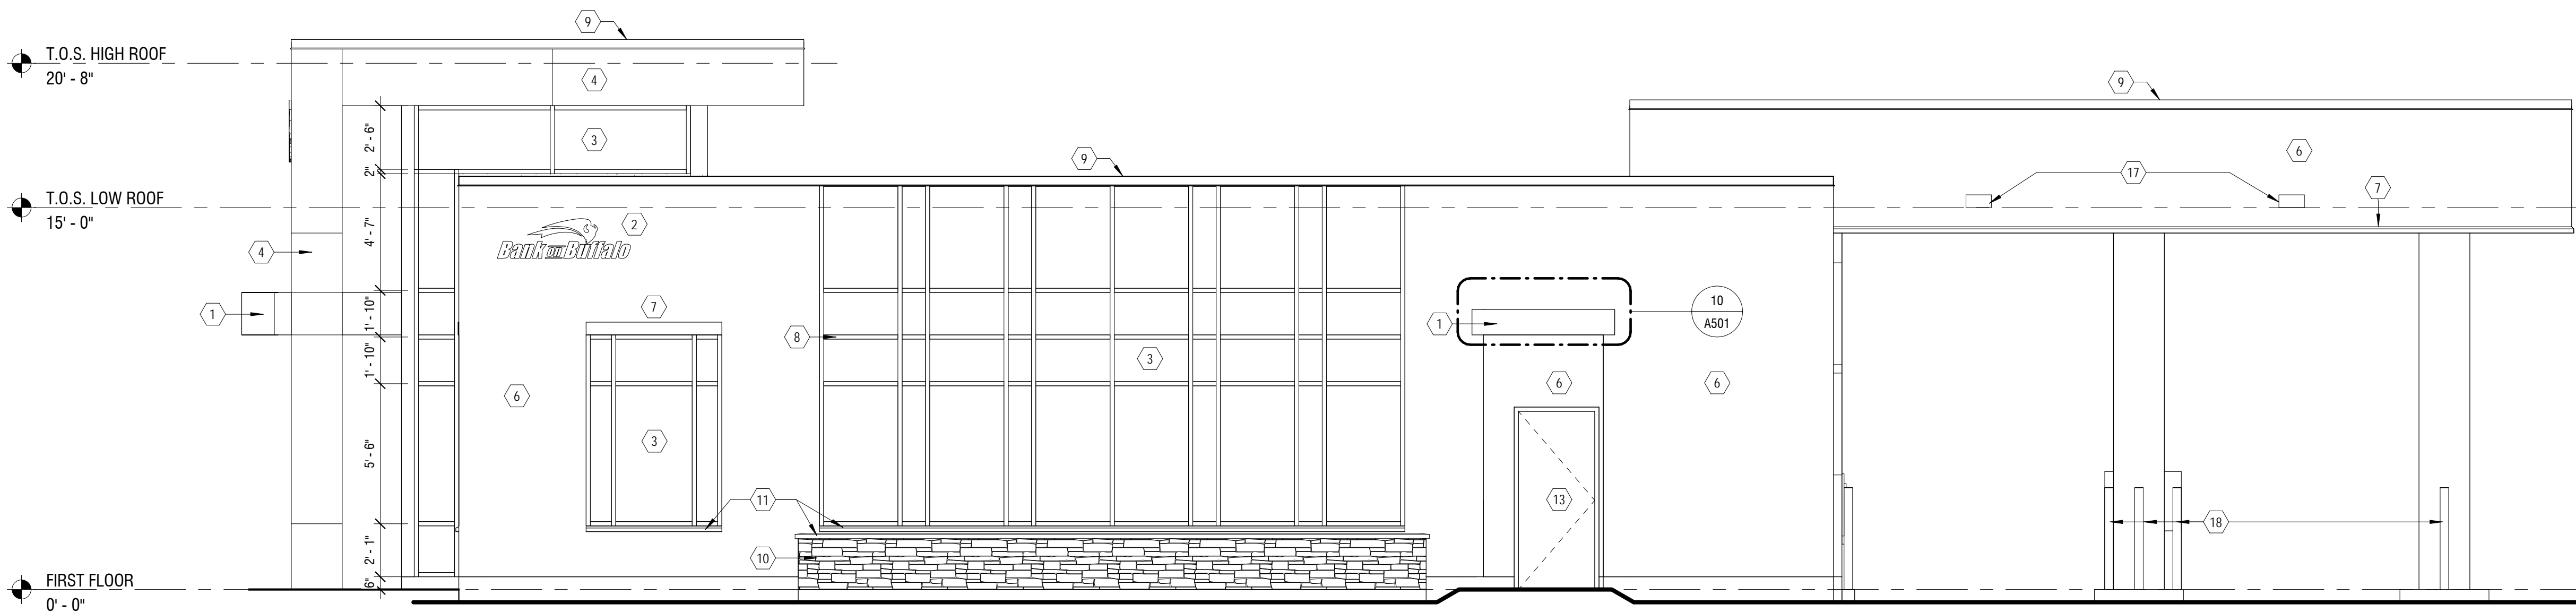 9
T.O.S. HIGH ROOF
20' - 8"
4
9
2' - 6"
3
6
9
2"
17
7
T.O.S. LOW ROOF
15' - 0"
2
4' - 7"
Bank on Buffalo
4
1
1' - 10"
7
10
A501
1
8
3
1' - 10"
6
6
6
3
5' - 6"
11
13
18
10
2' - 1"
FIRST FLOOR
0' - 0"
6"